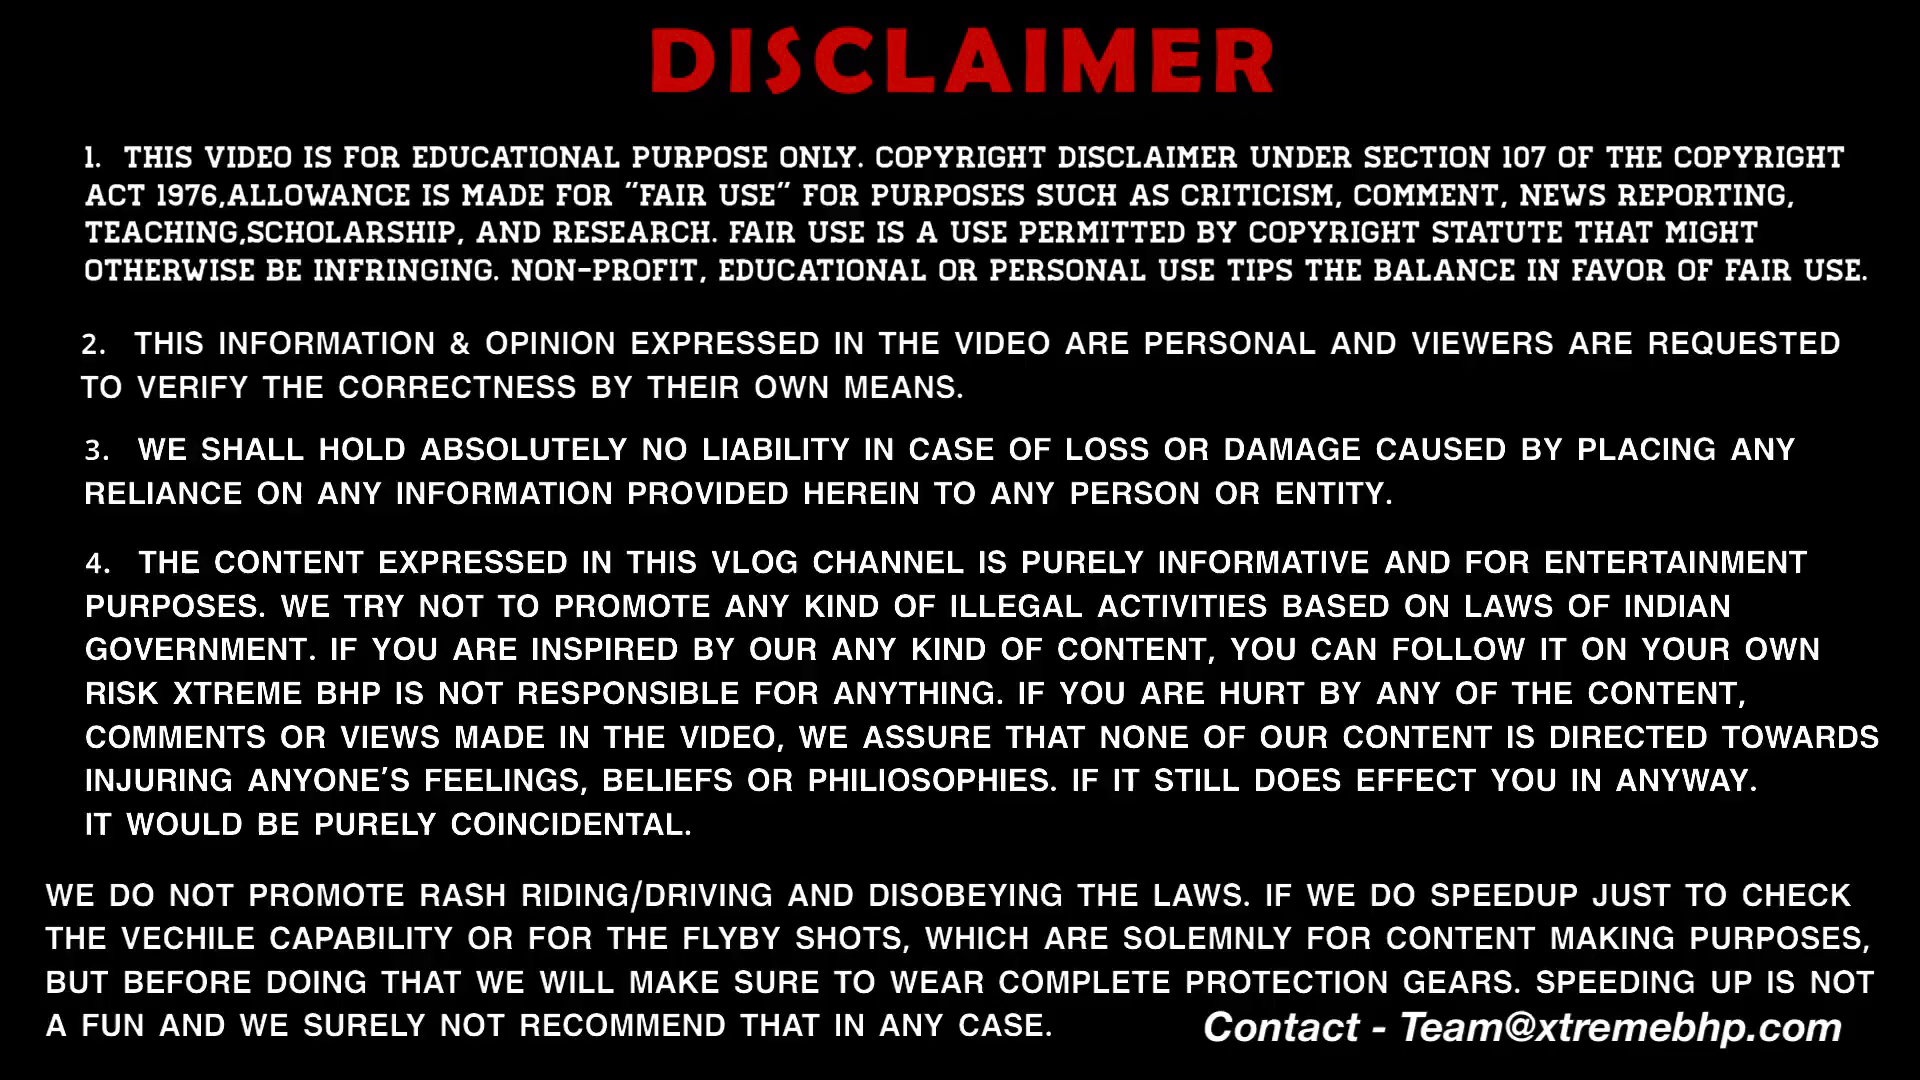 DISCLAIMER
1. THIS VIDEO IS FOR EDUCATIONAL PURPOSE ONLY. COPYRIGHT DISCLAIMER UNDER SECTION 107 OF THE COPYRIGHT
ACT 1976,ALLOWANCE IS MADE FOR "FAIR USE" FOR PURPOSES SUCH AS CRITICISM, COMMENT, NEWS REPORTING,
TEACHING,SCHOLARSHIP, AND RESEARCH. FAIR USE IS A USE PERMITTED BY COPYRIGHT STATUTE THAT MIGHT
OTHERWISE BE INFRINGING. NON-PROFIT, EDUCATIONAL OR PERSONAL USE TIPS THE BALANCE IN FAVOR OF FAIR USE.
2. THIS INFORMATION & OPINION EXPRESSED IN THE VIDEO ARE PERSONAL AND VIEWERS ARE REQUESTED
TO VERIFY THE CORRECTNESS BY THEIR OWN MEANS.
3. WE SHALL HOLD ABSOLUTELY NO LIABILITY IN CASE OF LOSS OR DAMAGE CAUSED BY PLACING ANY
RELIANCE ON ANY INFORMATION PROVIDED HEREIN TO ANY PERSON OR ENTITY.
4. THE CONTENT EXPRESSED IN THIS VLOG CHANNEL IS PURELY INFORMATIVE AND FOR ENTERTAINMENT
PURPOSES. WE TRY NOT TO PROMOTE ANY KIND OF ILLEGAL ACTIVITIES BASED ON LAWS OF INDIAN
GOVERNMENT. IF YOU ARE INSPIRED BY OUR ANY KIND OF CONTENT, YOU CAN FOLLOW IT ON YOUR OWN
RISK XTREME BHP IS NOT RESPONSIBLE FOR ANYTHING. IF YOU ARE HURT BY ANY OF THE CONTENT,
COMMENTS OR VIEWS MADE IN THE VIDEO, WE ASSURE THAT NONE OF OUR CONTENT IS DIRECTED TOWARDS
INJURING ANYONE'S FEELINGS, BELIEFS OR PHILIOSOPHIES. IF IT STILL DOES EFFECT YOU IN ANYWAY.
IT WOULD BE PURELY COINCIDENTAL.
WE DO NOT PROMOTE RASH RIDING/DRIVING AND DISOBEYING THE LAWS. IF WE DO SPEEDUP JUST TO CHECK
THE VECHILE CAPABILITY OR FOR THE FLYBY SHOTS, WHICH ARE SOLEMNLY FOR CONTENT MAKING PURPOSES,
BUT BEFORE DOING THAT WE WILL MAKE SURE TO WEAR COMPLETE PROTECTION GEARS. SPEEDING UP IS NOT
A FUN AND WE SURELY NOT RECOMMEND THAT IN ANY CASE.
Contact - Team@xtremebhp.com